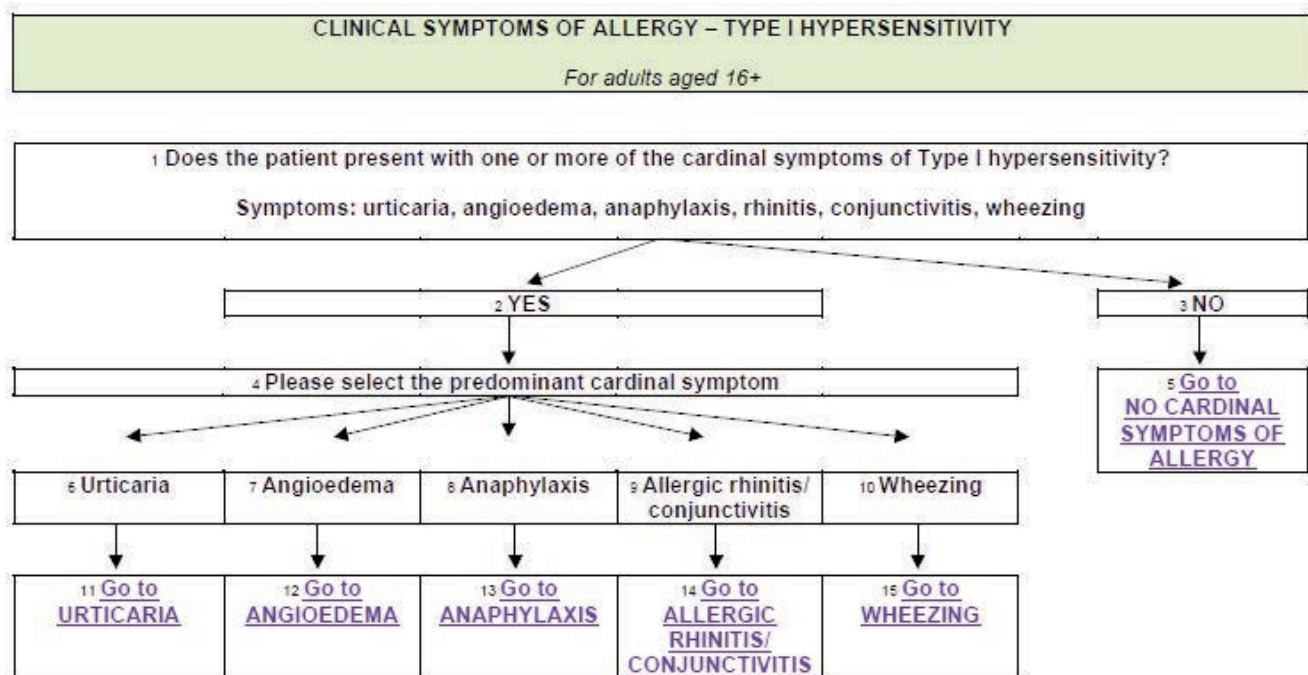 CLINICAL SYMPTOMS OF ALLERGY – TYPE I HYPERSENSITIVITY
For adults aged 16+
1 Does the patient present with one or more of the cardinal symptoms of Type I hypersensitivity?
Symptoms: urticaria, angioedema, anaphylaxis, rhinitis, conjunctivitis, wheezing
2 YES
3 NO
4 Please select the predominant cardinal symptom
5 Go to
NO CARDINAL
SYMPTOMS OF
ALLERGY
6 Urticaria
7 Angioedema
8 Anaphylaxis
9 Allergic rhinitis/
conjunctivitis
10 Wheezing
11 Go to
URTICARIA
12 Go to
ANGIOEDEMA
13 Go to
ANAPHYLAXIS
14 Go to
ALLERGIC
RHINITIS/
CONJUNCTIVITIS
15 Go to
WHEEZING